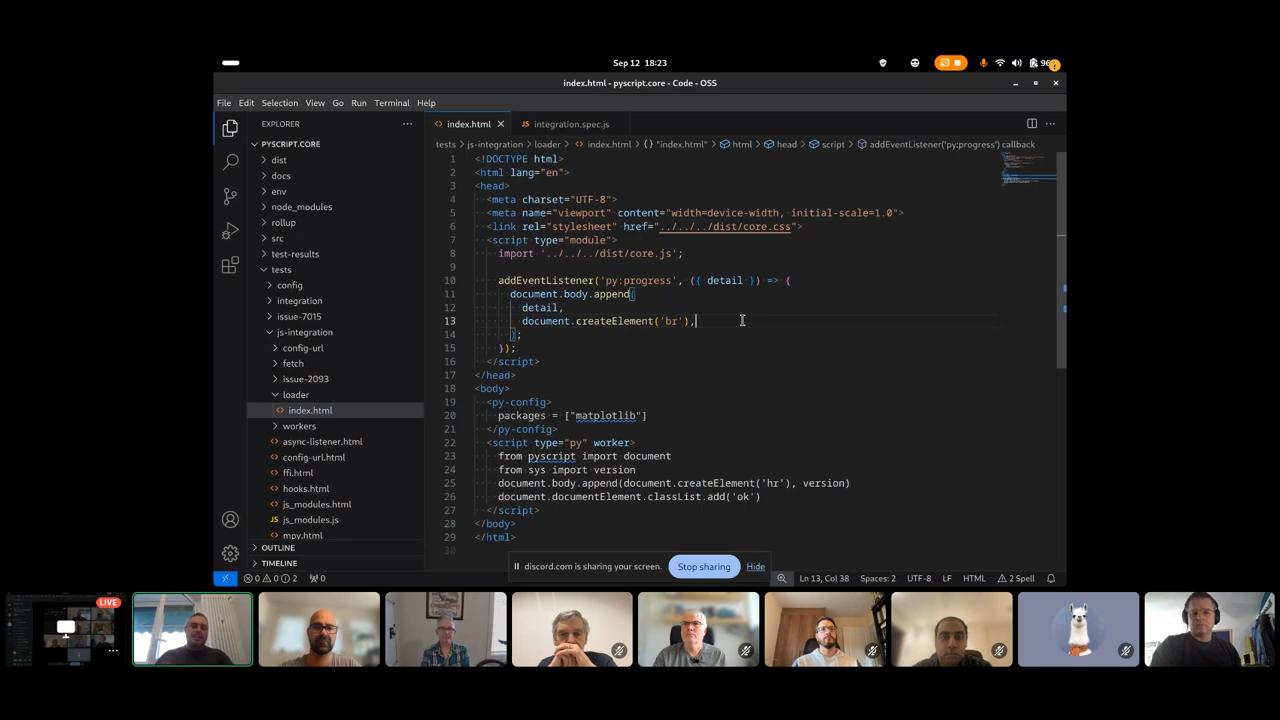 Sep 12 18:23
96
index.html - pyscript.core - Code - OSS
File Edit Selection View Go Run Terminal Help
EXPLORER
index.html
JS integration.spec.js
PYSCRIPT.CORE
tests > js-integration > loader > index.html > {} "index.html" > html > head > script > addEventListener('py:progress') callback
dist
docs
env
node_modules
rollup
src
test-results
tests
config
integration
issue-7015
js-integration
config-url
fetch
issue-2093
loader
index.html
workers
async-listener.html
config-url.html
ffi.html
hooks.html
js_modules.html
JS js_modules.js
mpy.html
OUTLINE
TIMELINE
1 <!DOCTYPE html>
2 <html lang="en">
3 <head>
4 <meta charset="UTF-8">
5 <meta name="viewport" content="width=device-width, initial-scale=1.0">
6 <link rel="stylesheet" href="../../../dist/core.css">
7 <script type="module">
8 import '../../../dist/core.js';
9
10 addEventListener('py:progress', ({ detail }) => {
11 document.body.append(
12 detail,
13 document.createElement('br'),
14 );
15 });
16 </script>
17 </head>
18 <body>
19 <py-config>
20 packages = ["matplotlib"]
21 </py-config>
22 <script type="py" worker>
23 from pyscript import document
24 from sys import version
25 document.body.append(document.createElement('hr'), version)
26 document.documentElement.classList.add('ok')
27 </script>
28 </body>
29 </html>
30
discord.com is sharing your screen. Stop sharing Hide
0 0 2 0 Ln 13, Col 38 Spaces: 2 UTF-8 LF HTML 2 Spell
LIVE